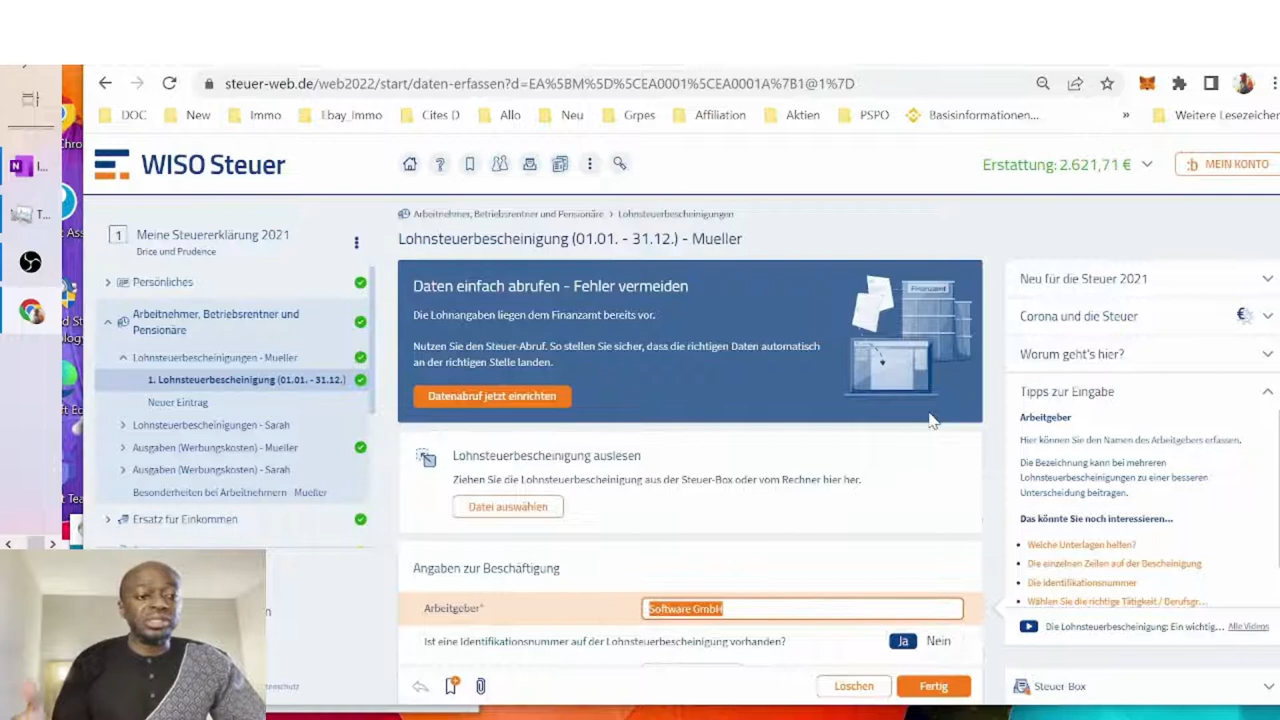 steuer-web.de/web2022/start/daten-erfassen?d=EA%5BM%5D%5CEA0001%5CEA0001A%7B1@1%7D
DOC
New
Immo
Ebay_Immo
Cites D
Allo
Neu
Grpes
Affiliation
Aktien
PSPO
Basisinformationen...
»
Weitere Lesezeichen
WISO Steuer
Erstattung: 2.621,71 €
MEIN KONTO
1 Meine Steuererklärung 2021
Brice und Prudence
Persönliches
Arbeitnehmer, Betriebsrentner und
Pensionäre
Lohnsteuerbescheinigungen - Mueller
1. Lohnsteuerbescheinigung (01.01. - 31.12.)
Neuer Eintrag
Lohnsteuerbescheinigungen - Sarah
Ausgaben (Werbungskosten) - Mueller
Ausgaben (Werbungskosten) - Sarah
Besonderheiten bei Arbeitnehmern - Mueller
Ersatz für Einkommen
Arbeitnehmer, Betriebsrentner und Pensionäre > Lohnsteuerbescheinigungen
Lohnsteuerbescheinigung (01.01. - 31.12.) - Mueller
Daten einfach abrufen - Fehler vermeiden
Die Lohnangaben liegen dem Finanzamt bereits vor.
Nutzen Sie den Steuer-Abruf. So stellen Sie sicher, dass die richtigen Daten automatisch
an der richtigen Stelle landen.
Datenabruf jetzt einrichten
Finanzamt
Lohnsteuerbescheinigung auslesen
Ziehen Sie die Lohnsteuerbescheinigung aus der Steuer-Box oder vom Rechner hier her.
Datei auswählen
Angaben zur Beschäftigung
Arbeitgeber*
Software GmbH
Ist eine Identifikationsnummer auf der Lohnsteuerbescheinigung vorhanden?
Ja
Nein
Löschen
Fertig
Neu für die Steuer 2021
Corona und die Steuer
Worum geht's hier?
Tipps zur Eingabe
Arbeitgeber
Hier können Sie den Namen des Arbeitgebers erfassen.
Die Bezeichnung kann bei mehreren
Lohnsteuerbescheinigungen zu einer besseren
Unterscheidung beitragen.
Das könnte Sie noch interessieren...
Welche Unterlagen helfen?
Die einzelnen Zeilen auf der Bescheinigung
Die Identifikationsnummer
Wählen Sie die richtige Tätigkeit / Berufsgr...
Die Lohnsteuerbescheinigung: Ein wichtig...
Alle Videos
Steuer-Box